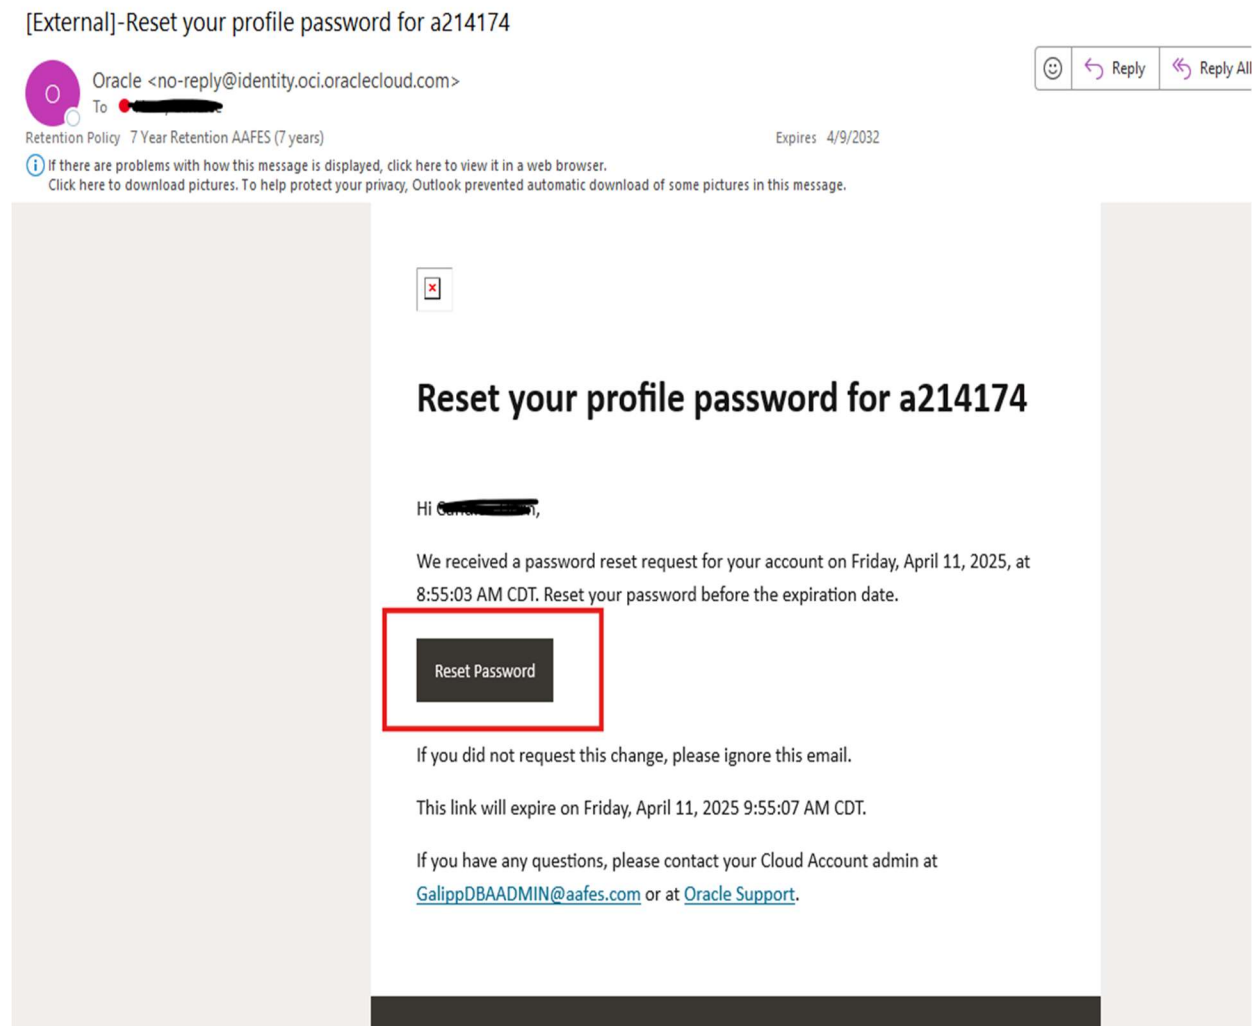 [External]-Reset your profile password for a214174
O
Oracle <no-reply@identity.oci.oraclecloud.com>
Reply
Reply All
To
Retention Policy 7 Year Retention AAFES (7 years)
Expires 4/9/2032
If there are problems with how this message is displayed, click here to view it in a web browser.
Click here to download pictures. To help protect your privacy, Outlook prevented automatic download of some pictures in this message.
Reset your profile password for a214174
Hi
We received a password reset request for your account on Friday, April 11, 2025, at
8:55:03 AM CDT. Reset your password before the expiration date.
Reset Password
If you did not request this change, please ignore this email.
This link will expire on Friday, April 11, 2025 9:55:07 AM CDT.
If you have any questions, please contact your Cloud Account admin at
GalippDBAADMIN@aafes.com or at Oracle Support.